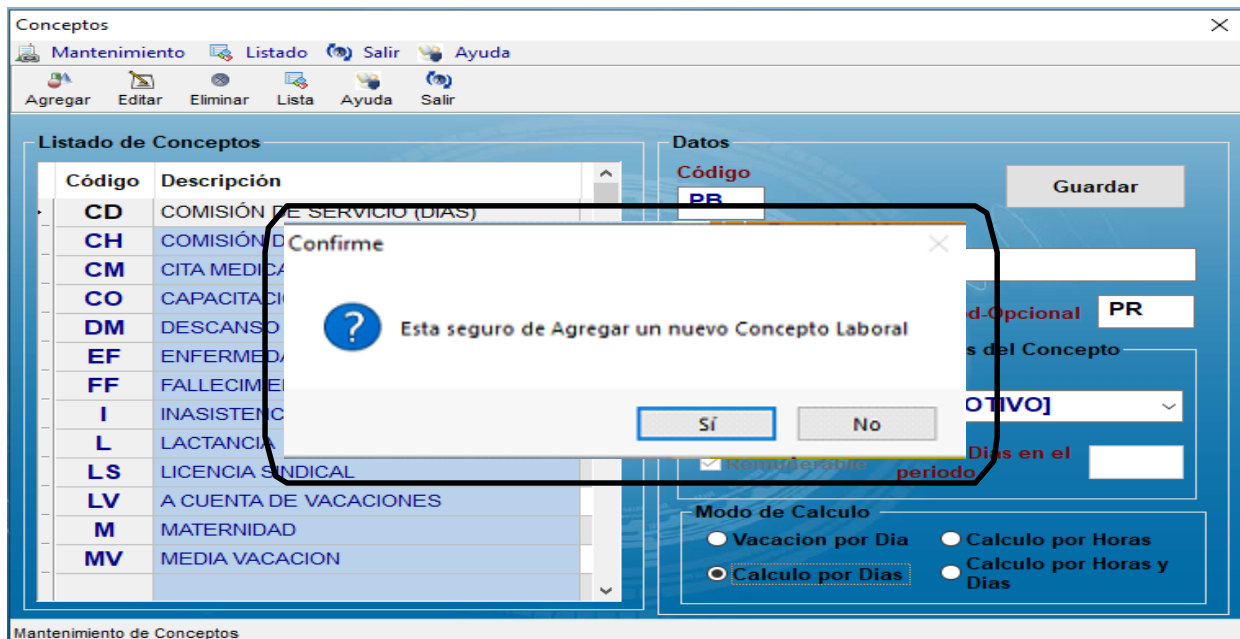 Conceptos
Mantenimiento Listado Salir Ayuda
Agregar Editar Eliminar Lista Ayuda Salir
Listado de Conceptos
Código Descripción
CD COMISIÓN DE SERVICIO (DIAS)
CH COMISIÓN D
CM CITA MEDICA
CO CAPACITACI
DM DESCANSO
EF ENFERMEDA
FF FALLECIMIE
I INASISTENC
L LACTANCIA
LS LICENCIA SINDICAL
LV A CUENTA DE VACACIONES
M MATERNIDAD
MV MEDIA VACACION
Datos
Código
PB
Guardar
d-Opcional PR
s del Concepto
OTIVO]
Remunerable
Dias en el
periodo
Modo de Calculo
Vacacion por Dia
Calculo por Horas
Calculo por Dias
Calculo por Horas y
Dias
Confirme
Esta seguro de Agregar un nuevo Concepto Laboral
Sí No
Mantenimiento de Conceptos